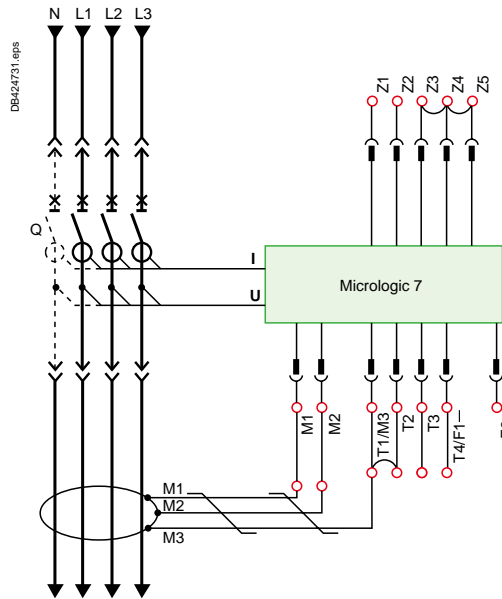 N L1 L2 L3
DB424731.eps
Z1 Z2 Z3 Z4 Z5
Q
I
Micrologic 7
U
M1 M2 T1/M3 T2 T3 T4/F1–
M1
M2
M3